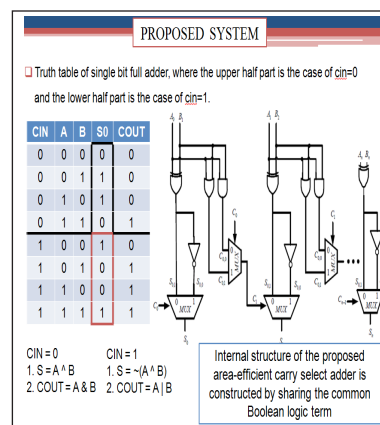 PROPOSED SYSTEM
Truth table of single bit full adder, where the upper half part is the case of cin=0
and the lower half part is the case of cin=1.
CIN A B S0 COUT
0 0 0 0 0
0 0 1 1 0
0 1 0 1 0
0 1 1 0 1
1 0 0 1 0
1 0 1 0 1
1 1 0 0 1
1 1 1 1 1
CIN = 0
1. S = A ^ B
2. COUT = A & B
CIN = 1
1. S = ~(A ^ B)
2. COUT = A | B
0 1
MUX
0 1
MUX
MUX
MUX
MUX
Internal structure of the proposed
area-efficient carry select adder is
constructed by sharing the common
Boolean logic term